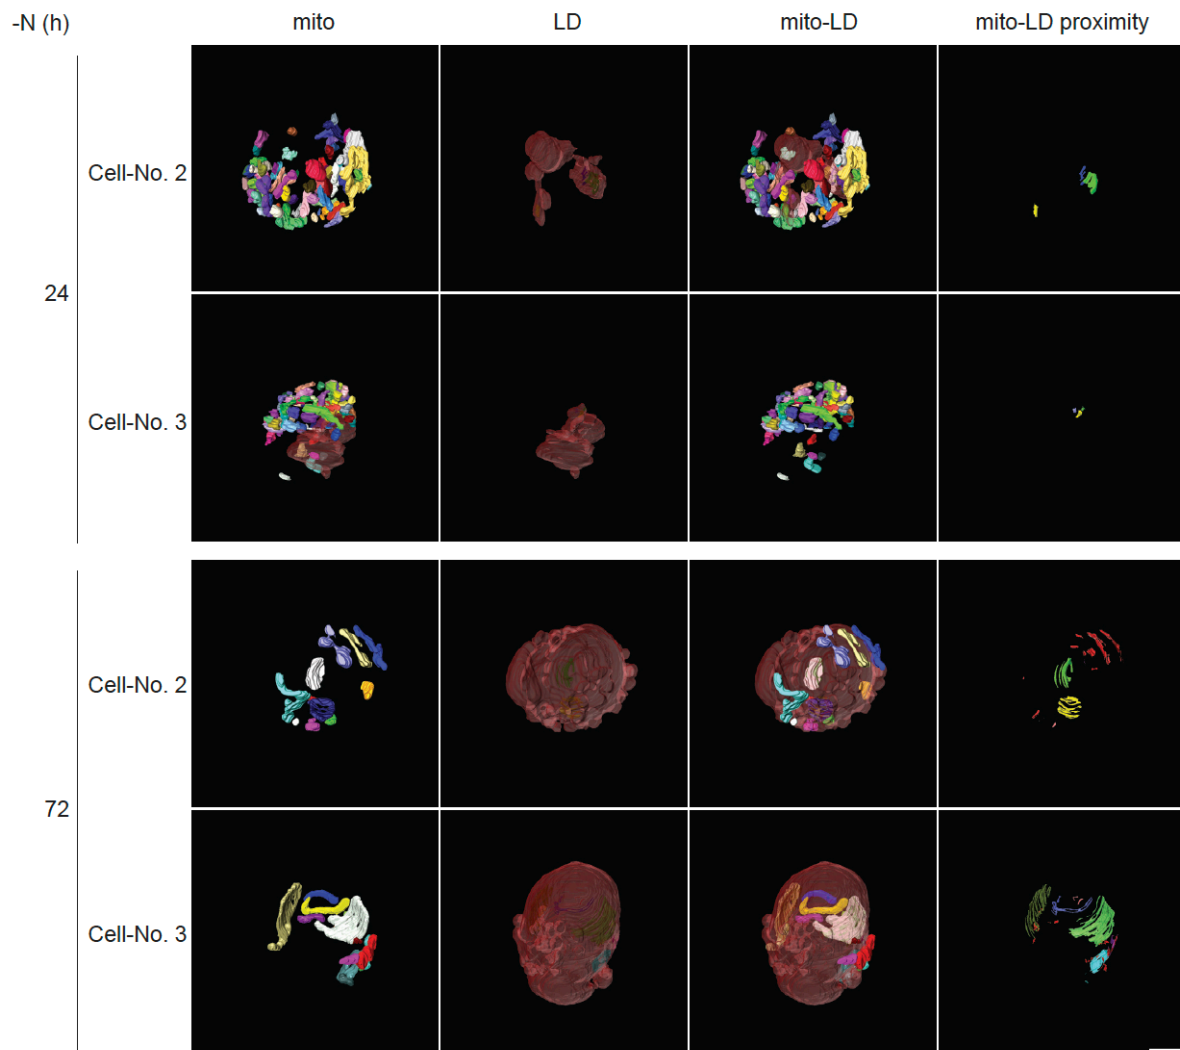 -N (h) mito LD mito-LD mito-LD proximity
Cell-No. 2
24
Cell-No. 3
Cell-No. 2
72
Cell-No. 3